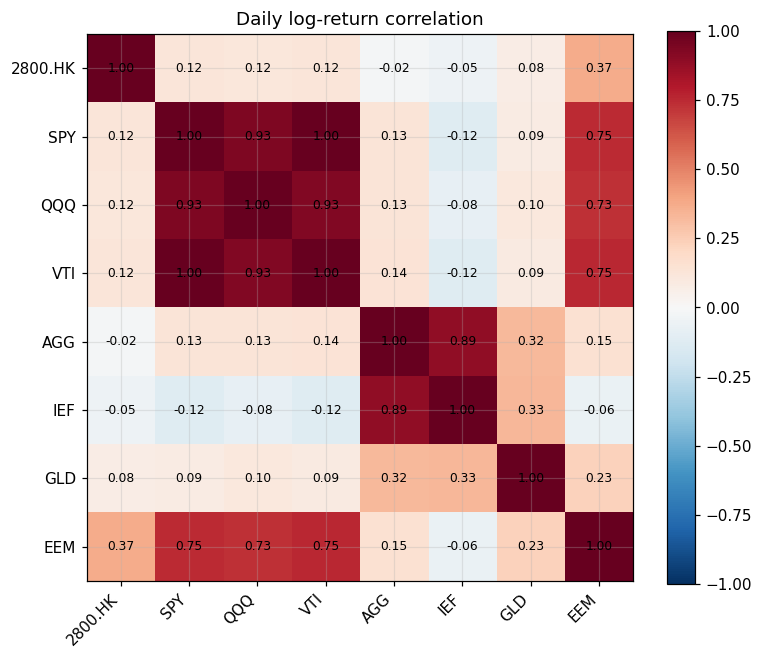 Daily log-return correlation
2800.HK 1.00 0.12 0.12 0.12 -0.02 -0.05 0.08 0.37
SPY 0.12 1.00 0.93 1.00 0.13 -0.12 0.09 0.75
QQQ 0.12 0.93 1.00 0.93 0.13 -0.08 0.10 0.73
VTI 0.12 1.00 0.93 1.00 0.14 -0.12 0.09 0.75
AGG -0.02 0.13 0.13 0.14 1.00 0.89 0.32 0.15
IEF -0.05 -0.12 -0.08 -0.12 0.89 1.00 0.33 -0.06
GLD 0.08 0.09 0.10 0.09 0.32 0.33 1.00 0.23
EEM 0.37 0.75 0.73 0.75 0.15 -0.06 0.23 1.00
2800.HK SPY QQQ VTI AGG IEF GLD EEM
1.00
0.75
0.50
0.25
0.00
−0.25
−0.50
−0.75
−1.00